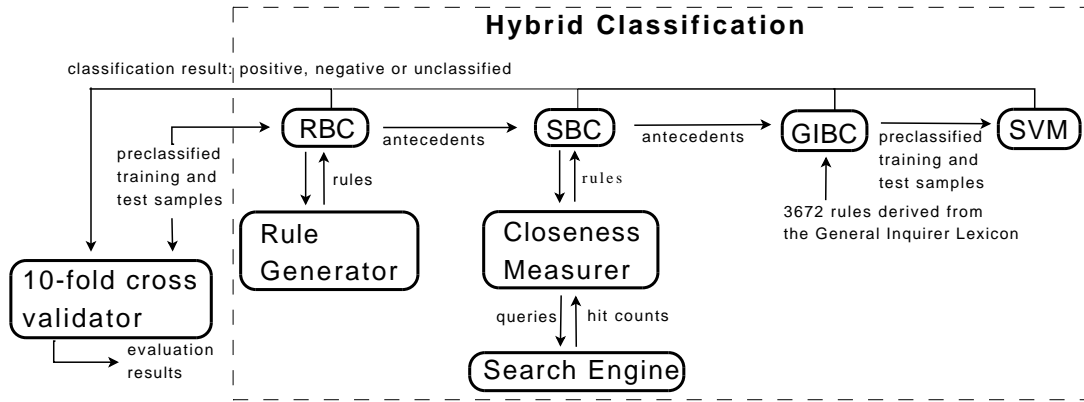 Hybrid Classification
classification result: positive, negative or unclassified
RBC
antecedents
SBC
antecedents
GIBC
preclassified
training and
test samples
SVM
preclassified
training and
test samples
rules
rules
3672 rules derived from
the General Inquirer Lexicon
Rule
Generator
Closeness
Measurer
10-fold cross
validator
queries
hit counts
evaluation
results
Search Engine